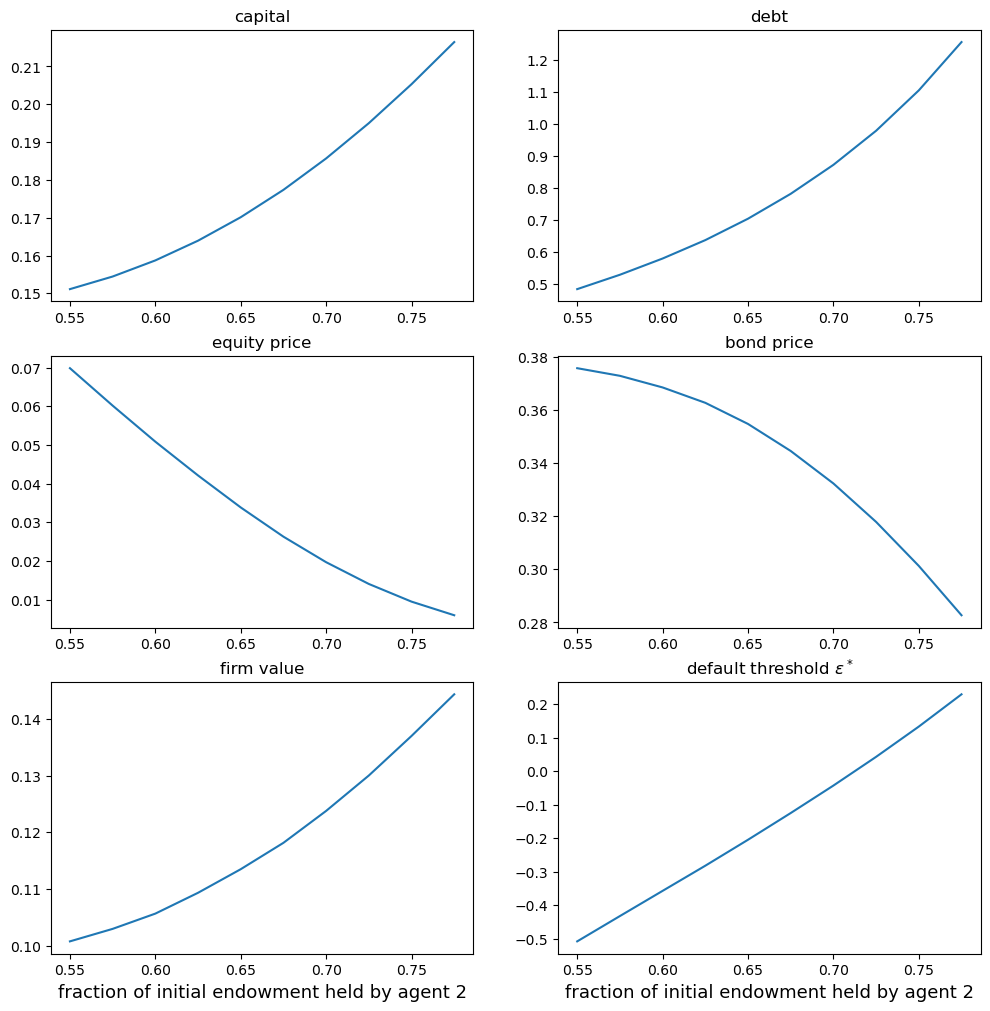 capital
0.21
0.20
0.19
0.18
0.17
0.16
0.15
0.55 0.60 0.65 0.70 0.75
debt
1.2
1.1
1.0
0.9
0.8
0.7
0.6
0.5
0.55 0.60 0.65 0.70 0.75
equity price
0.07
0.06
0.05
0.04
0.03
0.02
0.01
0.55 0.60 0.65 0.70 0.75
bond price
0.38
0.36
0.34
0.32
0.30
0.28
0.55 0.60 0.65 0.70 0.75
firm value
0.14
0.13
0.12
0.11
0.10
0.55 0.60 0.65 0.70 0.75
fraction of initial endowment held by agent 2
default threshold ε*
0.2
0.1
0.0
−0.1
−0.2
−0.3
−0.4
−0.5
0.55 0.60 0.65 0.70 0.75
fraction of initial endowment held by agent 2